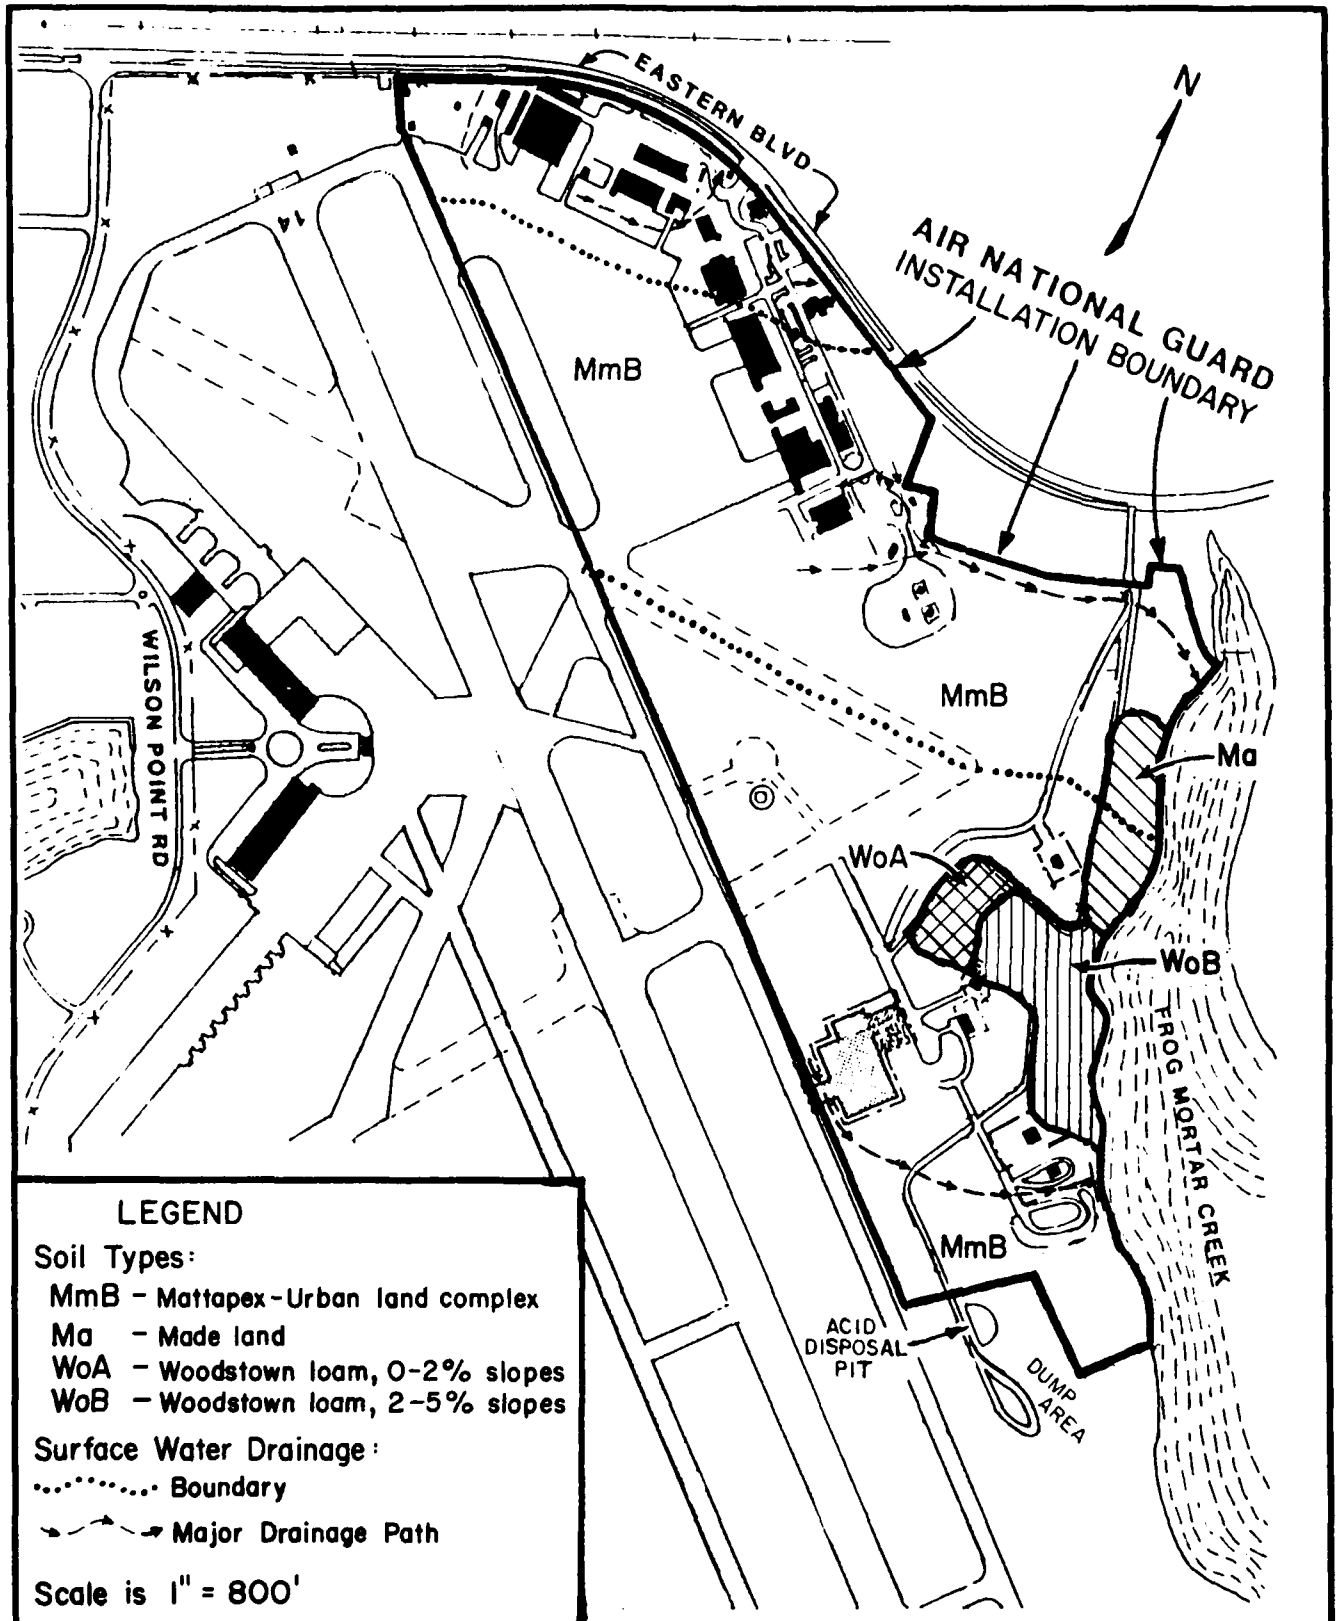 EASTERN BLVD
N
AIR NATIONAL GUARD
INSTALLATION BOUNDARY
14
MmB
MmB
Ma
WoA
WoB
WILSON POINT RD
FROG MORTAR CREEK
MmB
ACID
DISPOSAL
PIT
DUMP
AREA
LEGEND
Soil Types:
MmB - Mattapex-Urban land complex
Ma - Made land
WoA - Woodstown loam, 0-2% slopes
WoB - Woodstown loam, 2-5% slopes
Surface Water Drainage:
Boundary
Major Drainage Path
Scale is 1" = 800'